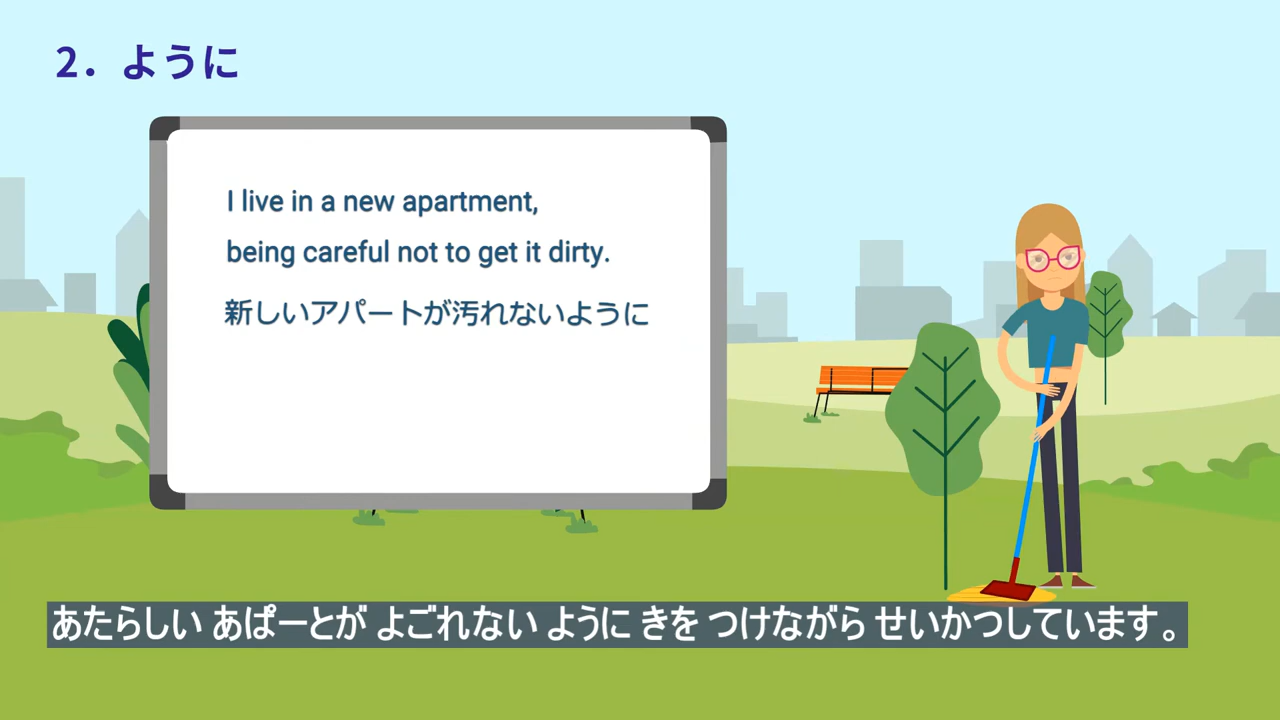 2. ように
I live in a new apartment,
being careful not to get it dirty.
新しいアパートが汚れないように
あたらしい あぱーとが よごれない ように きを つけながら せいかつしています。